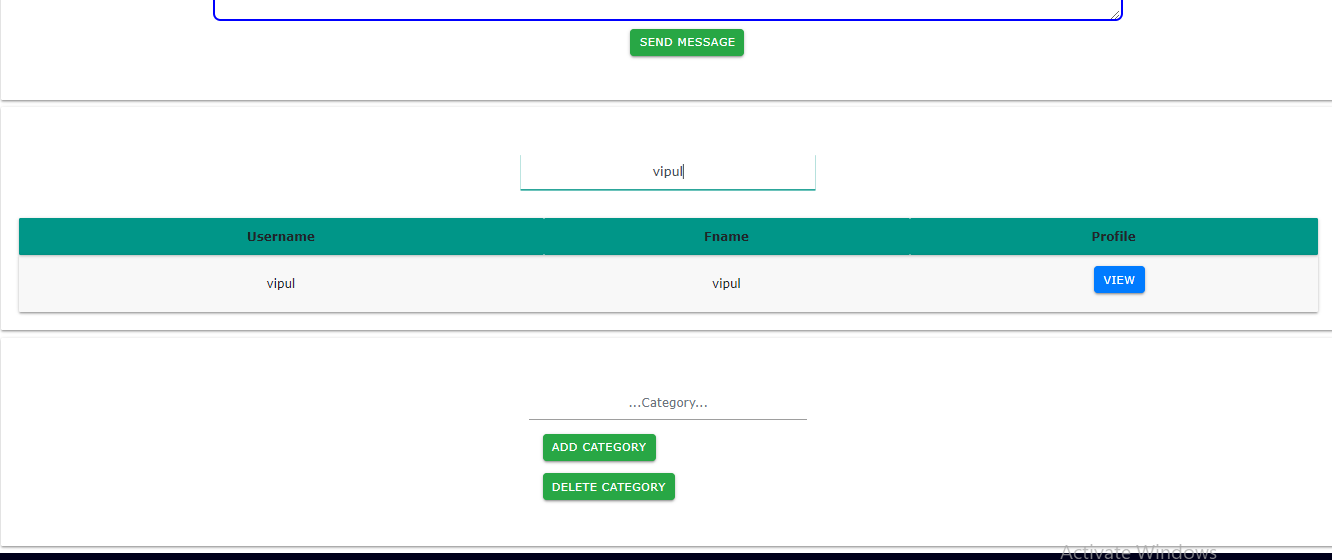 SEND MESSAGE
vipul
Username Fname Profile
vipul vipul VIEW
...Category...
ADD CATEGORY
DELETE CATEGORY
Activate Windows